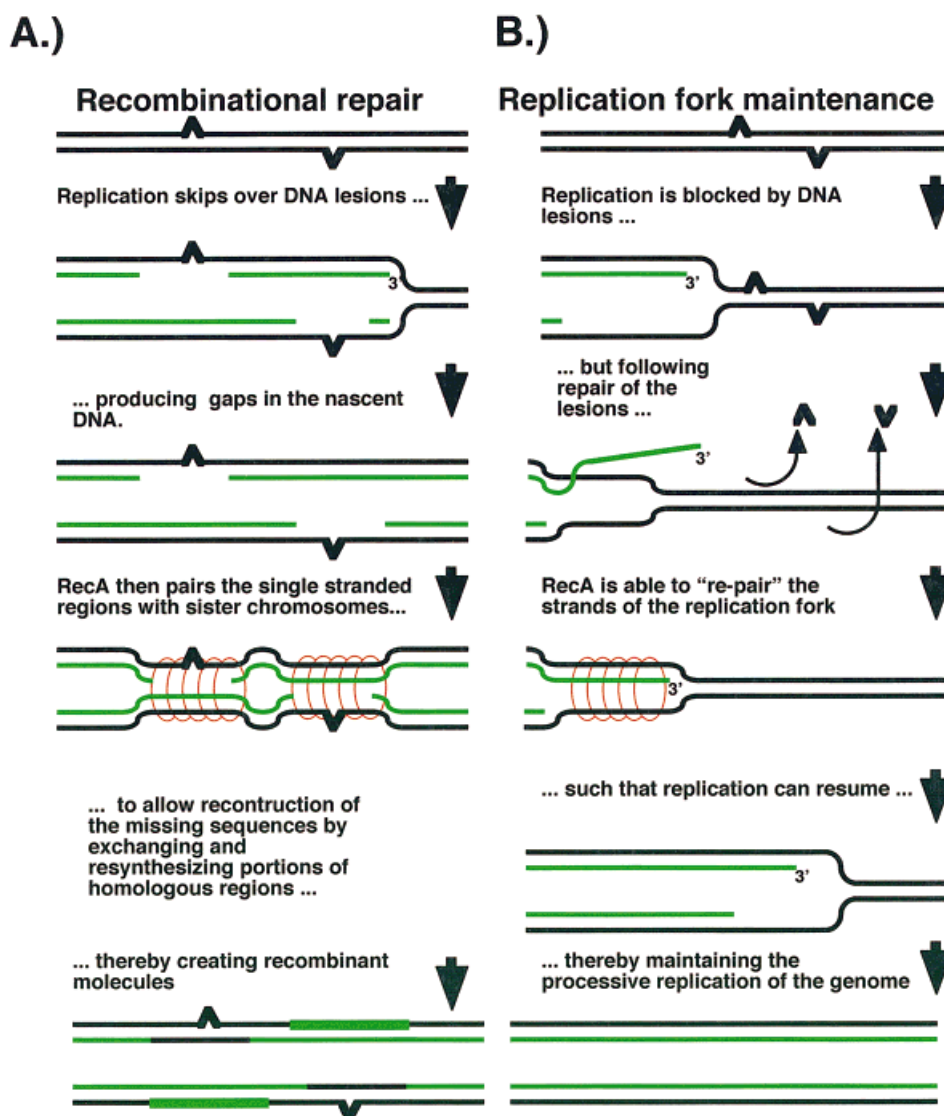 A.)
Recombinational repair
Replication skips over DNA lesions ...
3'
... producing gaps in the nascent
DNA.
RecA then pairs the single stranded
regions with sister chromosomes...
... to allow recontruction of
the missing sequences by
exchanging and
resynthesizing portions of
homologous regions ...
... thereby creating recombinant
molecules
B.)
Replication fork maintenance
Replication is blocked by DNA
lesions ...
3'
... but following
repair of the
lesions ...
3'
RecA is able to “re-pair” the
strands of the replication fork
3'
... such that replication can resume ...
3'
... thereby maintaining the
processive replication of the genome